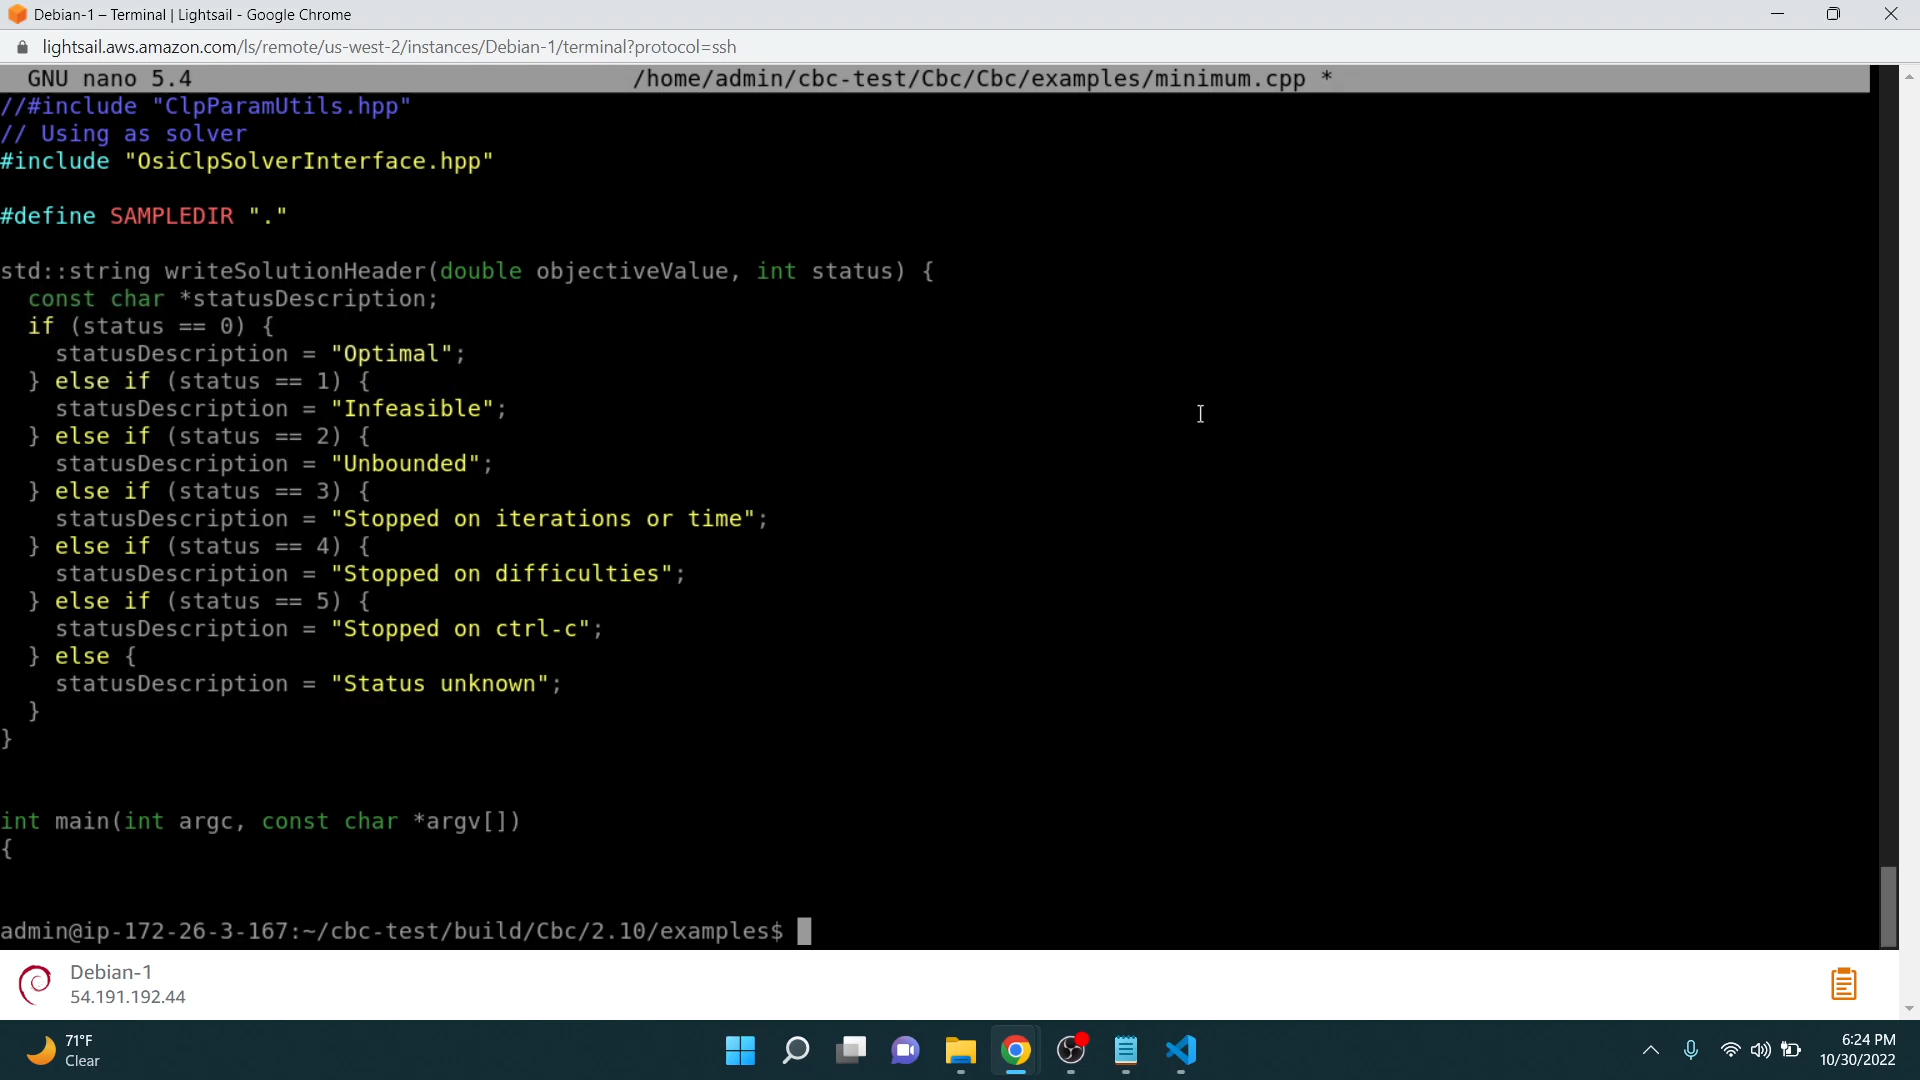 Debian-1 – Terminal | Lightsail - Google Chrome
lightsail.aws.amazon.com/ls/remote/us-west-2/instances/Debian-1/terminal?protocol=ssh
GNU nano 5.4 /home/admin/cbc-test/Cbc/Cbc/examples/minimum.cpp *
//#include "ClpParamUtils.hpp"
// Using as solver
#include "OsiClpSolverInterface.hpp"
#define SAMPLEDIR "."
std::string writeSolutionHeader(double objectiveValue, int status) {
  const char *statusDescription;
  if (status == 0) {
    statusDescription = "Optimal";
  } else if (status == 1) {
    statusDescription = "Infeasible";
  } else if (status == 2) {
    statusDescription = "Unbounded";
  } else if (status == 3) {
    statusDescription = "Stopped on iterations or time";
  } else if (status == 4) {
    statusDescription = "Stopped on difficulties";
  } else if (status == 5) {
    statusDescription = "Stopped on ctrl-c";
  } else {
    statusDescription = "Status unknown";
  }
}
int main(int argc, const char *argv[])
{
admin@ip-172-26-3-167:~/cbc-test/build/Cbc/2.10/examples$
Debian-1
54.191.192.44
71°F
Clear
6:24 PM
10/30/2022